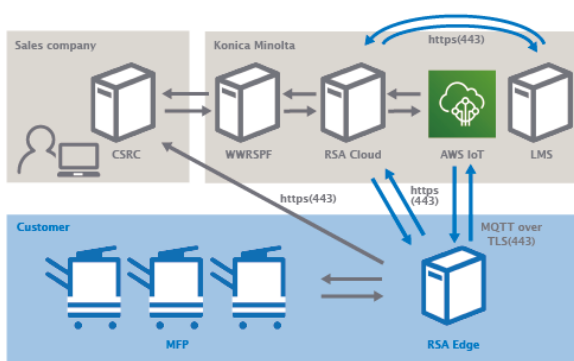 Sales company
Konica Minolta
https(443)
CSRC
WWRSPF
RSA Cloud
AWS IoT
LMS
https(443)
https
(443)
MQTT over
TLS(443)
Customer
MFP
RSA Edge